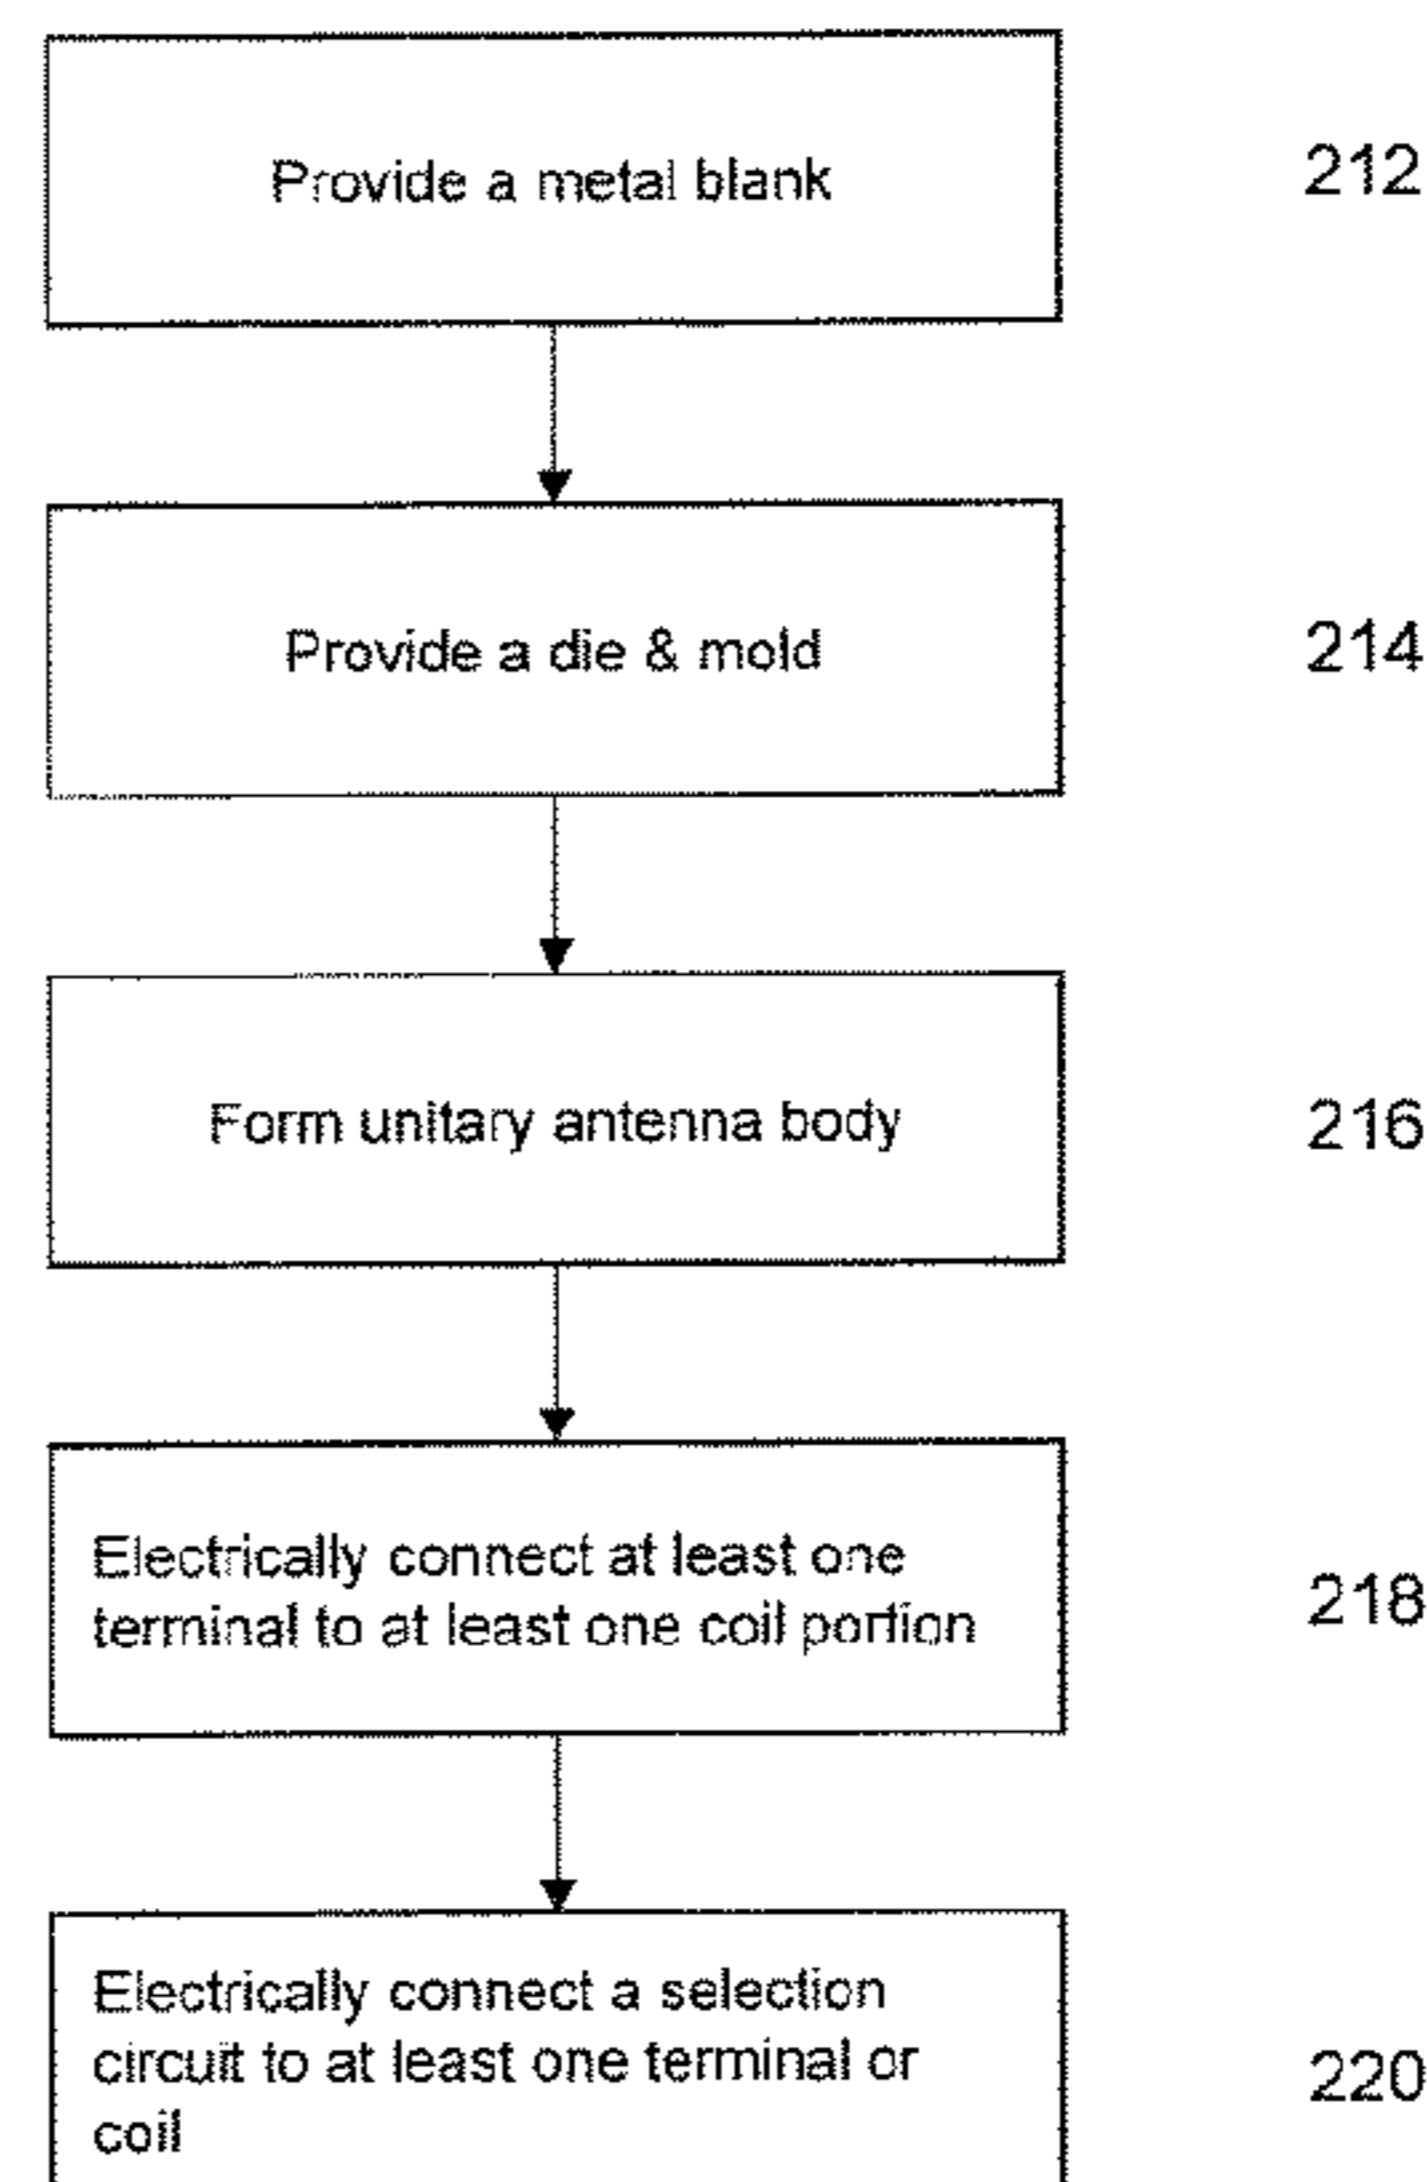 Provide a metal blank
212
Provide a die & mold
214
Form unitary antenna body
216
Electrically connect at least one
terminal to at least one coil portion
218
Electrically connect a selection
circuit to at least one terminal or
coil
220